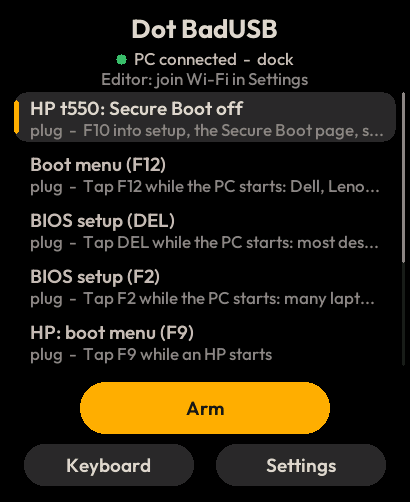 Dot BadUSB
PC connected - dock
Editor: join Wi-Fi in Settings
HP t550: Secure Boot off
plug - F10 into setup, the Secure Boot page, s...
Boot menu (F12)
plug - Tap F12 while the PC starts: Dell, Leno...
BIOS setup (DEL)
plug - Tap DEL while the PC starts: most des...
BIOS setup (F2)
plug - Tap F2 while the PC starts: many lapt...
HP: boot menu (F9)
plug - Tap F9 while an HP starts
Arm
Keyboard
Settings